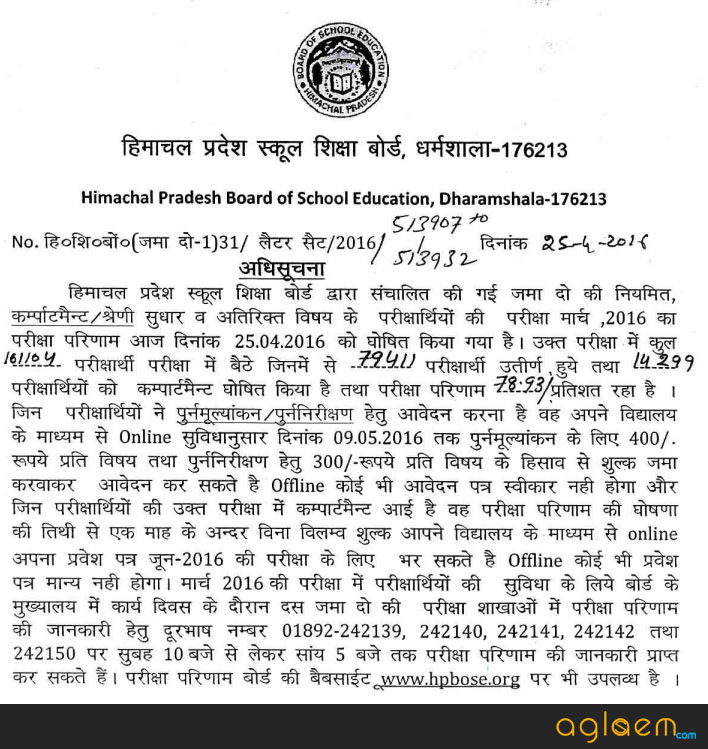 BOARD OF SCHOOL EDUCATION
HIMACHAL PRADESH
हिमाचल प्रदेश स्कूल शिक्षा बोर्ड, धर्मशाला-176213
Himachal Pradesh Board of School Education, Dharamshala-176213
513907 to
No. हि०शि०बों०(जमा दो-1)31/ लैटर सैट/2016/ दिनांक 25-4-2016
513932
अधिसूचना
हिमाचल प्रदेश स्कूल शिक्षा बोर्ड द्वारा संचालित की गई जमा दो की नियमित,
कर्म्पाटमैन्ट/श्रेणी सुधार व अतिरिक्त विषय के परीक्षार्थियों की परीक्षा मार्च ,2016 का
परीक्षा परिणाम आज दिनांक 25.04.2016 को घोषित किया गया है। उक्त परीक्षा में कुल
101104 परीक्षार्थी परीक्षा में बैठे जिनमें से 79411 परीक्षार्थी उतीर्ण हुये तथा 14299
परीक्षार्थियों को कम्पार्टमैन्ट घोषित किया है तथा परीक्षा परिणाम 78.93/प्रतिशत रहा है ।
जिन परीक्षार्थियों ने पुर्नमूल्यांकन/पुर्ननिरीक्षण हेतु आवेदन करना है वह अपने विद्यालय
के माध्यम से Online सुविधानुसार दिनांक 09.05.2016 तक पुर्नमूल्यांकन के लिए 400/-
रूपये प्रति विषय तथा पुर्ननिरीक्षण हेतु 300/-रूपये प्रति विषय के हिसाव से शुल्क जमा
करवाकर आवेदन कर सकते है Offline कोई भी आवेदन पत्र स्वीकार नही होगा और
जिन परीक्षार्थियों की उक्त परीक्षा में कम्पार्टमैन्ट आई है वह परीक्षा परिणाम की घोषणा
की तिथी से एक माह के अन्दर विना विलम्व शुल्क आपने विद्यालय के माध्यम से online
अपना प्रवेश पत्र जून-2016 की परीक्षा के लिए भर सकते है Offline कोई भी प्रवेश
पत्र मान्य नही होगा। मार्च 2016 की परीक्षा में परीक्षार्थियों की सुविधा के लिये बोर्ड के
मुख्यालय में कार्य दिवस के दौरान दस जमा दो की परीक्षा शाखाओं में परीक्षा परिणाम
की जानकारी हेतु दूरभाष नम्बर 01892-242139, 242140, 242141, 242142 तथा
242150 पर सुबह 10 बजे से लेकर सांय 5 बजे तक परीक्षा परिणाम की जानकारी प्राप्त
कर सकते हैं। परीक्षा परिणाम बोर्ड की बैबसाईट www.hpbose.org पर भी उपलव्ध है ।
aglasem.com